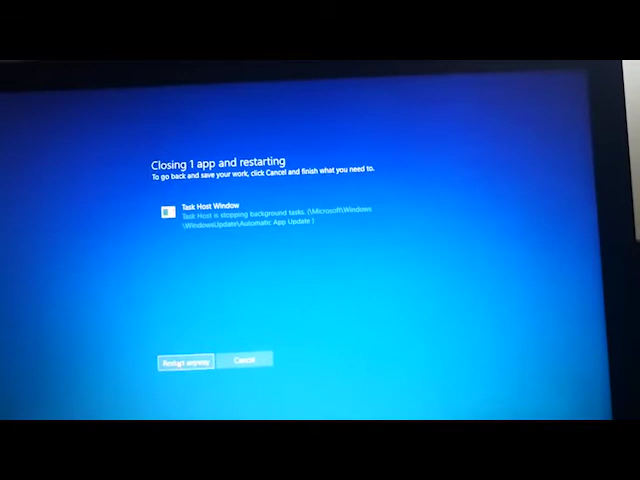 Closing 1 app and restarting
To go back and save your work, click Cancel and finish what you need to.
Task Host Window
Task Host is stopping background tasks. (\Microsoft\Windows
\WindowsUpdate\Automatic App Update )
Restart anyway
Cancel